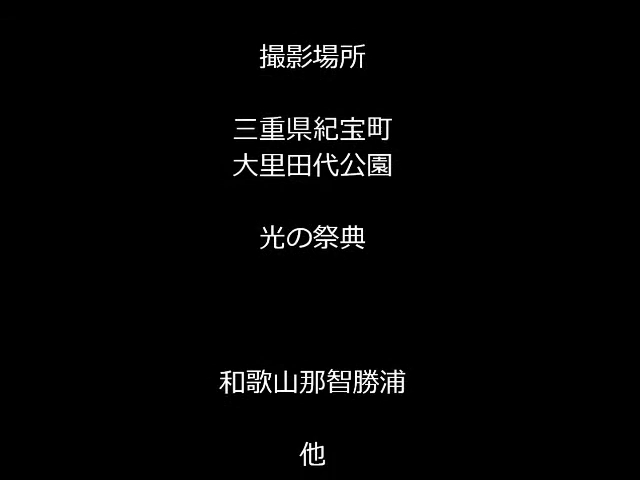 撮影場所
三重県紀宝町
大里田代公園
光の祭典
和歌山那智勝浦
他